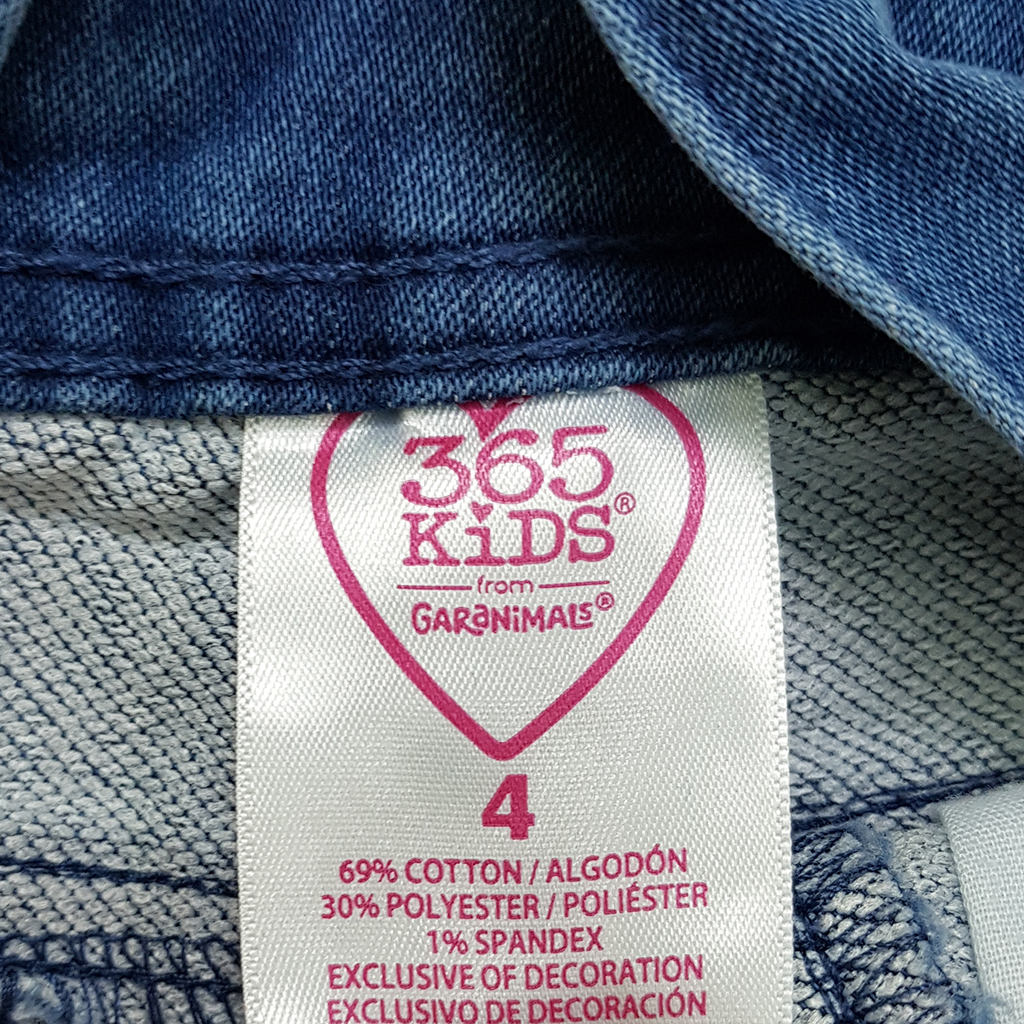 365
KiDS®
from
GARANiMALS®
4
69% COTTON / ALGODÓN
30% POLYESTER / POLIÉSTER
1% SPANDEX
EXCLUSIVE OF DECORATION
EXCLUSIVO DE DECORACIÓN